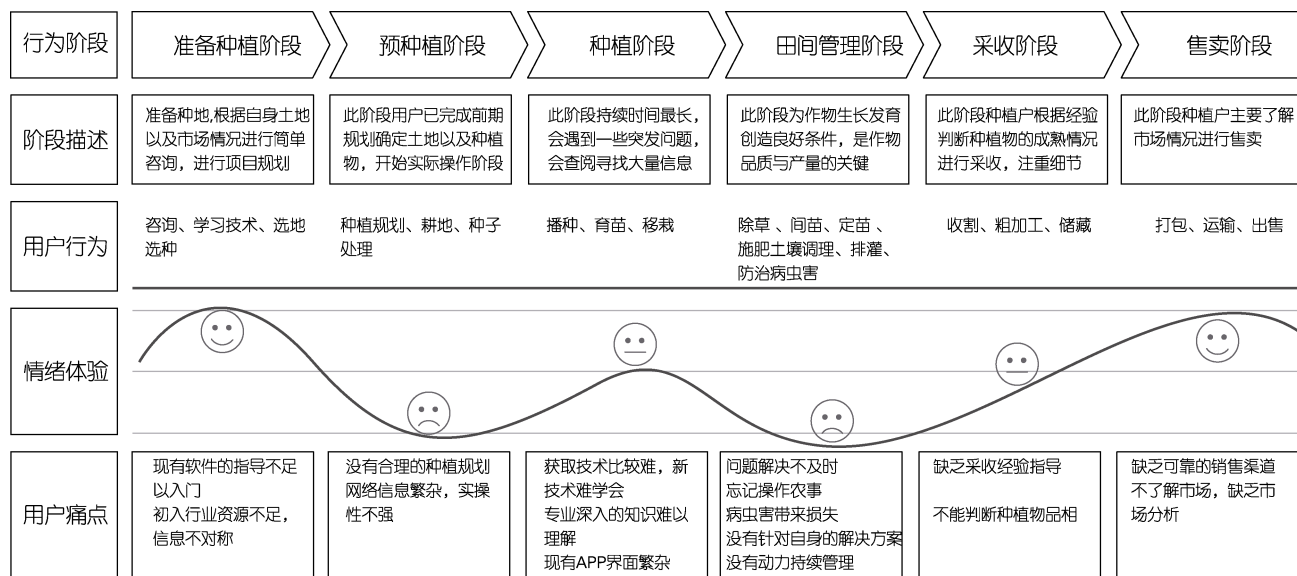 行为阶段
准备种植阶段
预种植阶段
种植阶段
田间管理阶段
采收阶段
售卖阶段
阶段描述
准备种地,根据自身土地
以及市场情况进行简单
咨询，进行项目规划
此阶段用户已完成前期
规划确定土地以及种植
物，开始实际操作阶段
此阶段持续时间最长，
会遇到一些突发问题，
会查阅寻找大量信息
此阶段为作物生长发育
创造良好条件，是作物
品质与产量的关键
此阶段种植户根据经验
判断种植物的成熟情况
进行采收，注重细节
此阶段种植户主要了解
市场情况进行售卖
用户行为
咨询、学习技术、选地
选种
种植规划、耕地、种子
处理
播种、育苗、移栽
除草 、间苗、定苗 、
施肥土壤调理、排灌、
防治病虫害
收割、粗加工、储藏
打包、运输、出售
情绪体验
用户痛点
现有软件的指导不足
以入门
初入行业资源不足，
信息不对称
没有合理的种植规划
网络信息繁杂，实操
性不强
获取技术比较难，新
技术难学会
专业深入的知识难以
理解
现有APP界面繁杂
问题解决不及时
忘记操作农事
病虫害带来损失
没有针对自身的解决方案
没有动力持续管理
缺乏采收经验指导
不能判断种植物品相
缺乏可靠的销售渠道
不了解市场，缺乏市
场分析